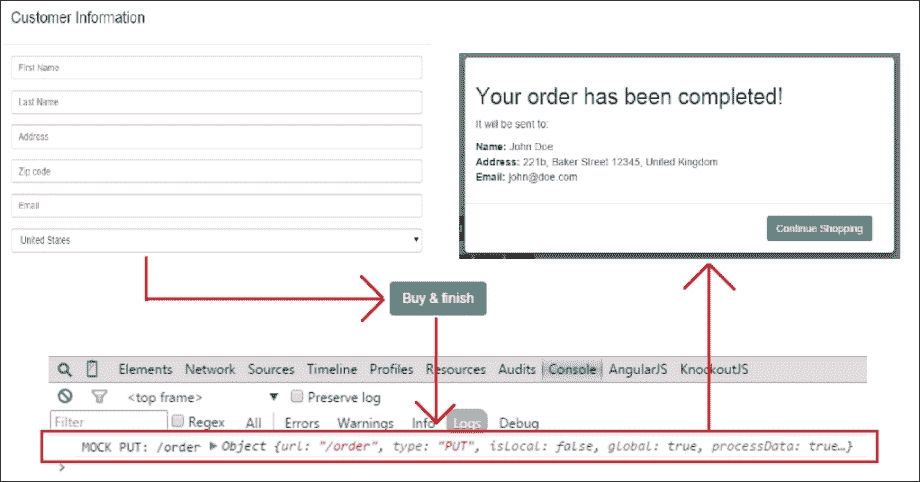 Customer Information
First Name
Last Name
Address
Zip code
Email
United States
Your order has been completed!
It will be sent to:
Name: John Doe
Address: 221b, Baker Street 12345, United Kingdom
Email: john@doe.com
Continue Shopping
Buy & finish
Elements Network Sources Timeline Profiles Resources Audits Console AngularJS KnockoutJS
<top frame> Preserve log
Filter Regex All Errors Warnings Info Logs Debug
MOCK PUT: /order ▶ Object {url: "/order", type: "PUT", isLocal: false, global: true, processData: true…}
>